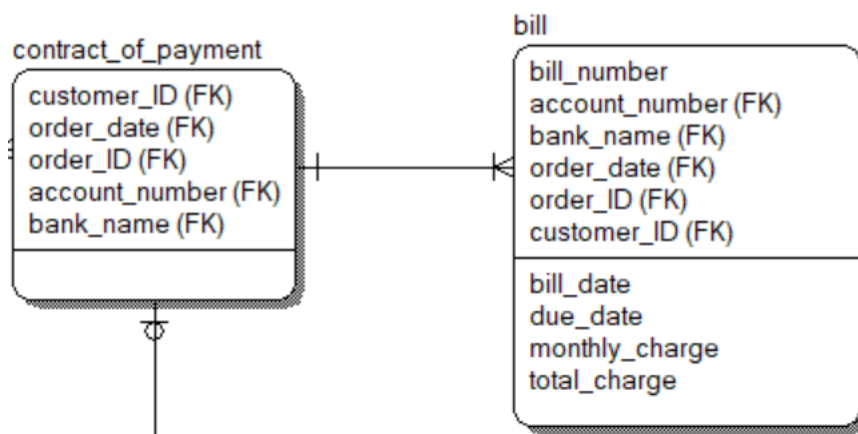 contract_of_payment
customer_ID (FK)
order_date (FK)
order_ID (FK)
account_number (FK)
bank_name (FK)
bill
bill_number
account_number (FK)
bank_name (FK)
order_date (FK)
order_ID (FK)
customer_ID (FK)
bill_date
due_date
monthly_charge
total_charge